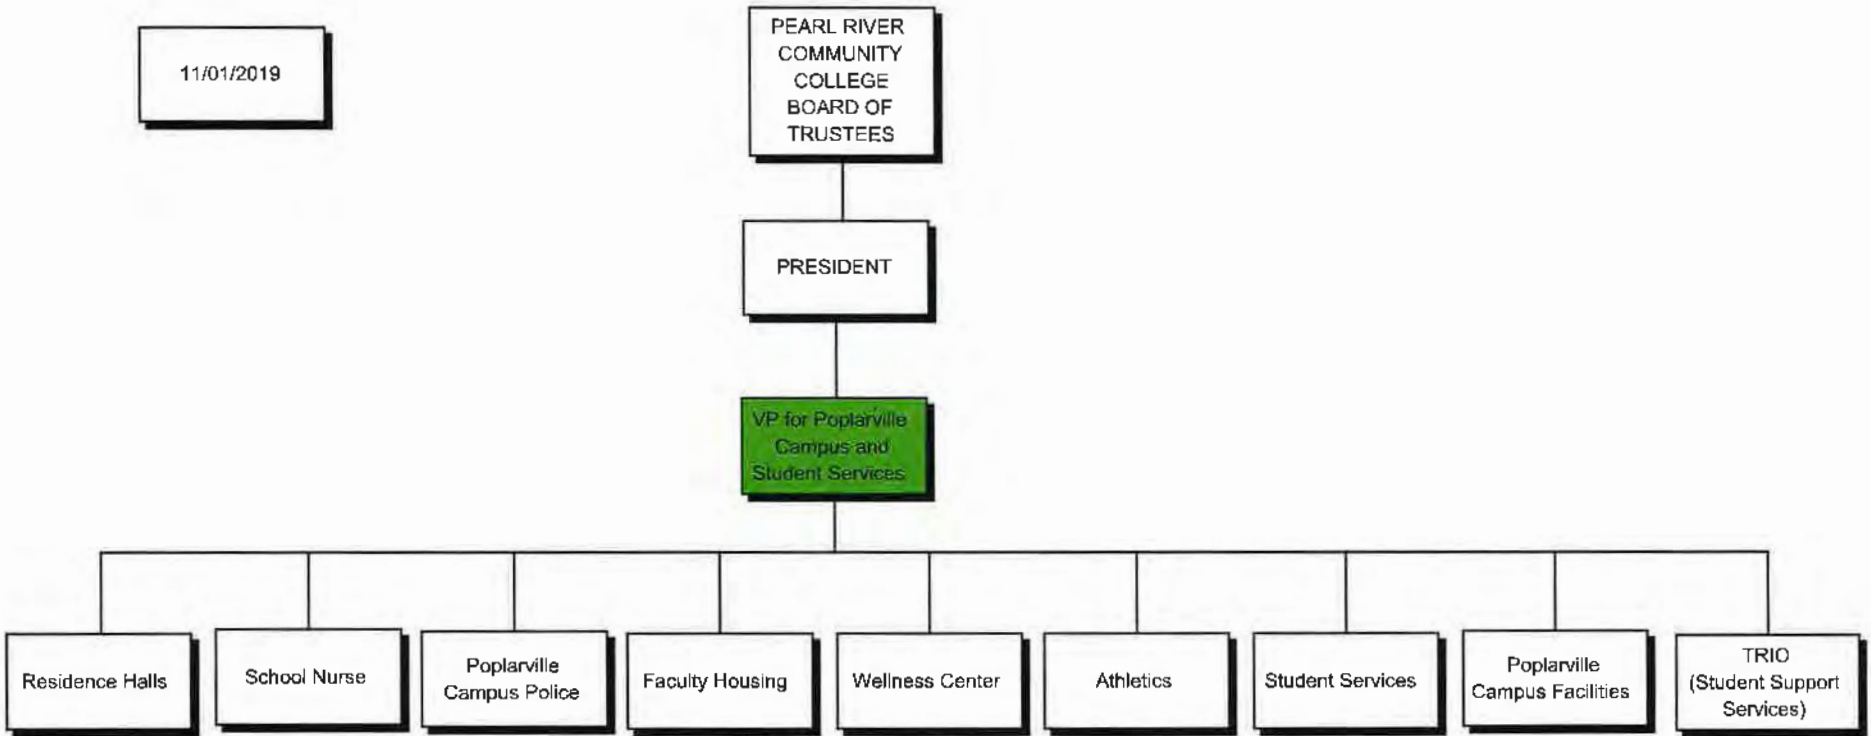 11/01/2019
PEARL RIVER
COMMUNITY
COLLEGE
BOARD OF
TRUSTEES
PRESIDENT
VP for Poplarville
Campus and
Student Services
Residence Halls
School Nurse
Poplarville
Campus Police
Faculty Housing
Wellness Center
Athletics
Student Services
Poplarville
Campus Facilities
TRIO
(Student Support
Services)